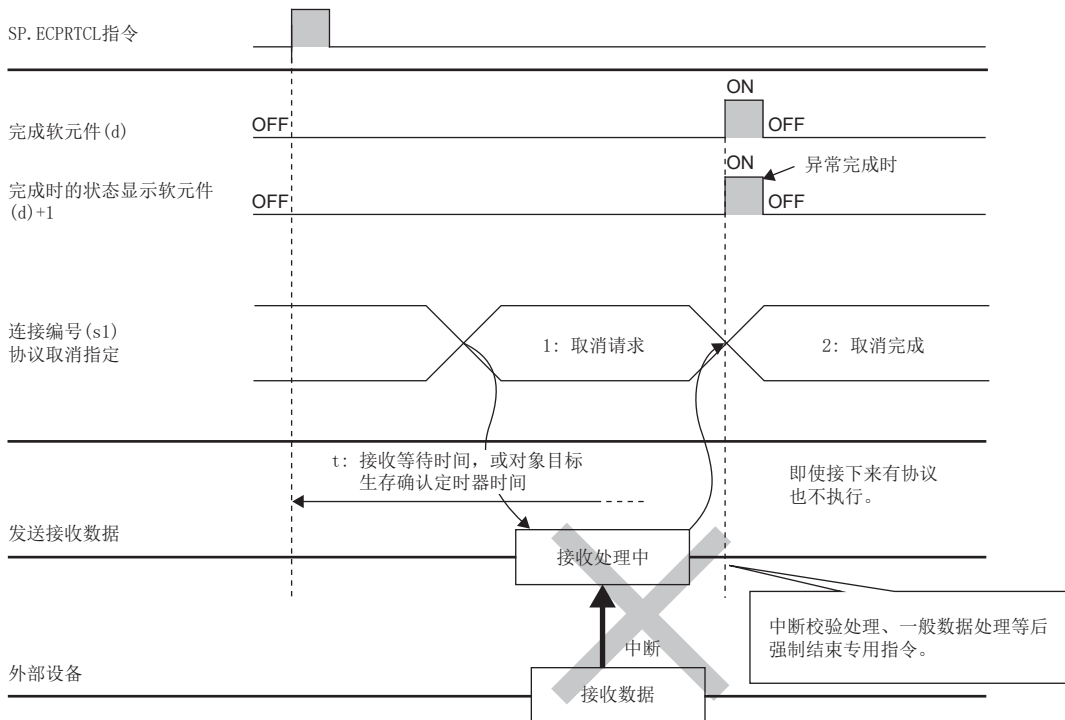 SP.ECPRTCL指令
ON
完成软元件(d)
OFF
OFF
ON
异常完成时
完成时的状态显示软元件
(d)+1
OFF
OFF
连接编号(s1)
协议取消指定
1: 取消请求
2: 取消完成
t: 接收等待时间，或对象目标
生存确认定时器时间
即使接下来有协议
也不执行。
发送接收数据
接收处理中
中断校验处理、一般数据处理等后
强制结束专用指令。
中断
外部设备
接收数据